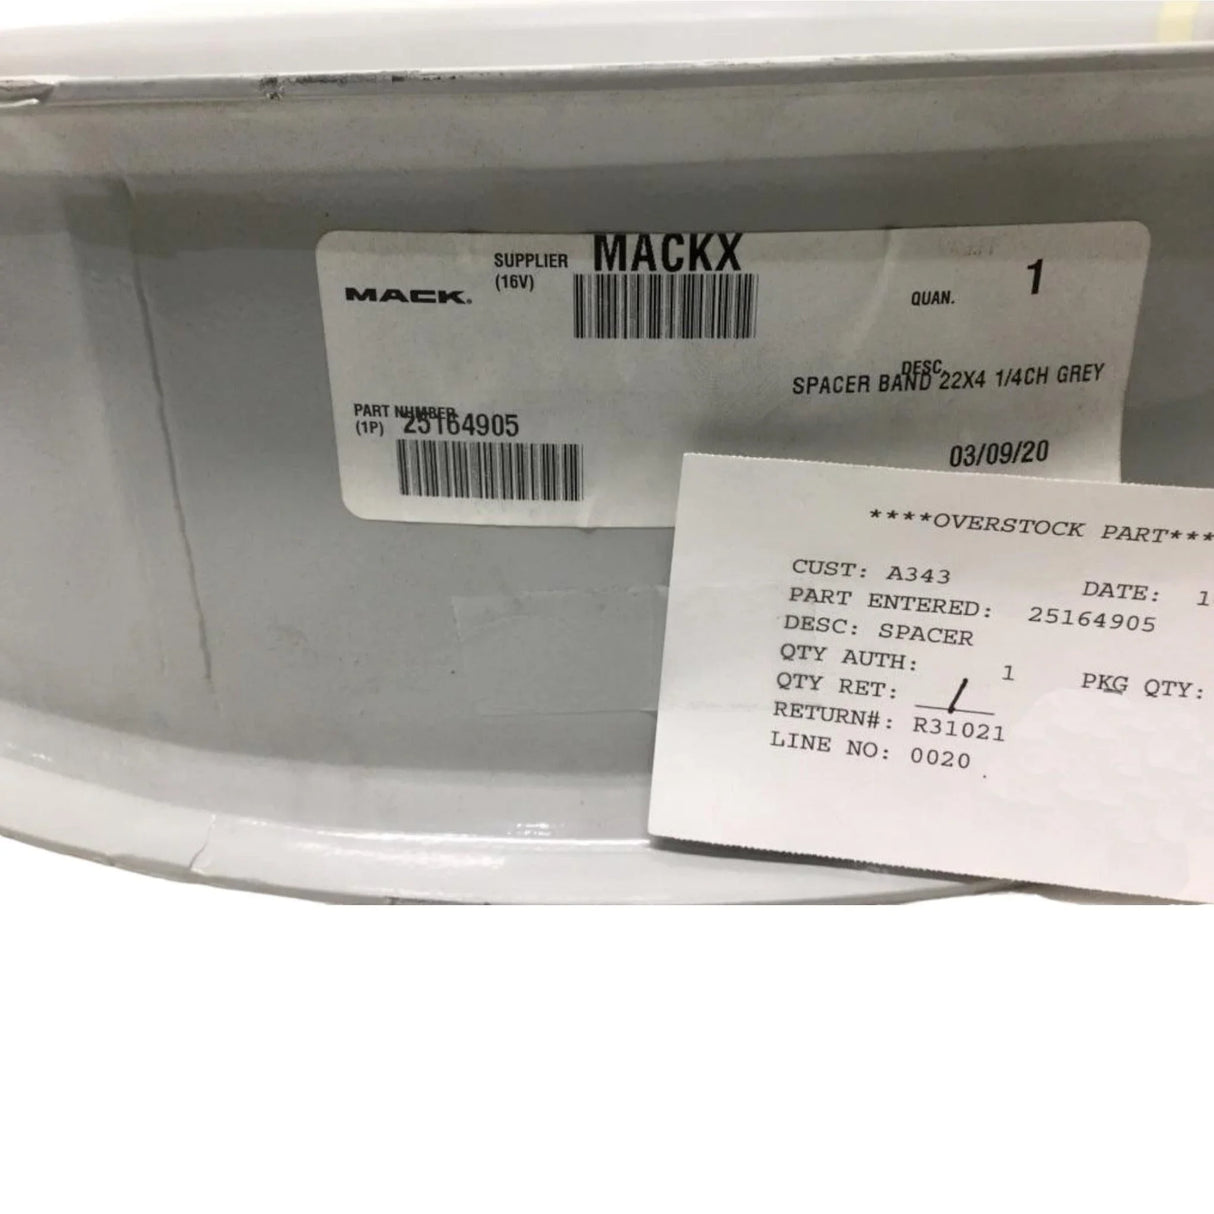 MACK.
SUPPLIER
(16V)
MACKX
QUAN.
1
DESC.
SPACER BAND 22X4 1/4CH GREY
PART NUMBER
(1P)
25164905
03/09/20
****OVERSTOCK PART***
CUST: A343
DATE: 1
PART ENTERED: 25164905
DESC: SPACER
QTY AUTH: 1 PKG QTY:
QTY RET: 1
RETURN#: R31021
LINE NO: 0020